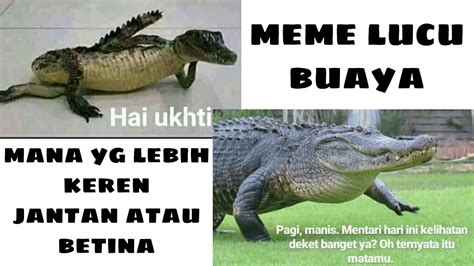 Hai ukhti
MEME LUCU
BUAYA
MANA YG LEBIH
KEREN
JANTAN ATAU
BETINA
Pagi, manis. Mentari hari ini kelihatan
deket banget ya? Oh ternyata itu
matamu.